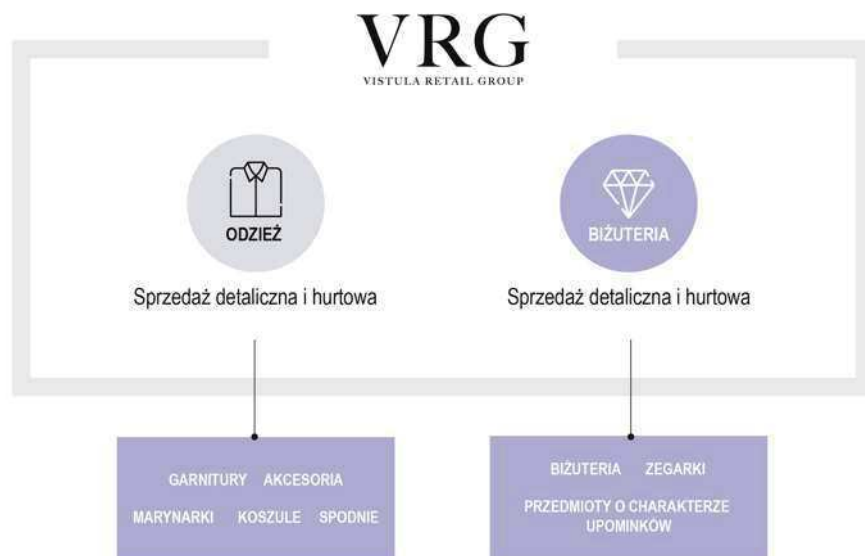 VRG
VISTULA RETAIL GROUP
ODZIEŻ
BIŻUTERIA
Sprzedaż detaliczna i hurtowa
Sprzedaż detaliczna i hurtowa
GARNITURY AKCESORIA
MARYNARKI KOSZULE SPODNIE
BIŻUTERIA ZEGARKI
PRZEDMIOTY O CHARAKTERZE
UPOMINKÓW